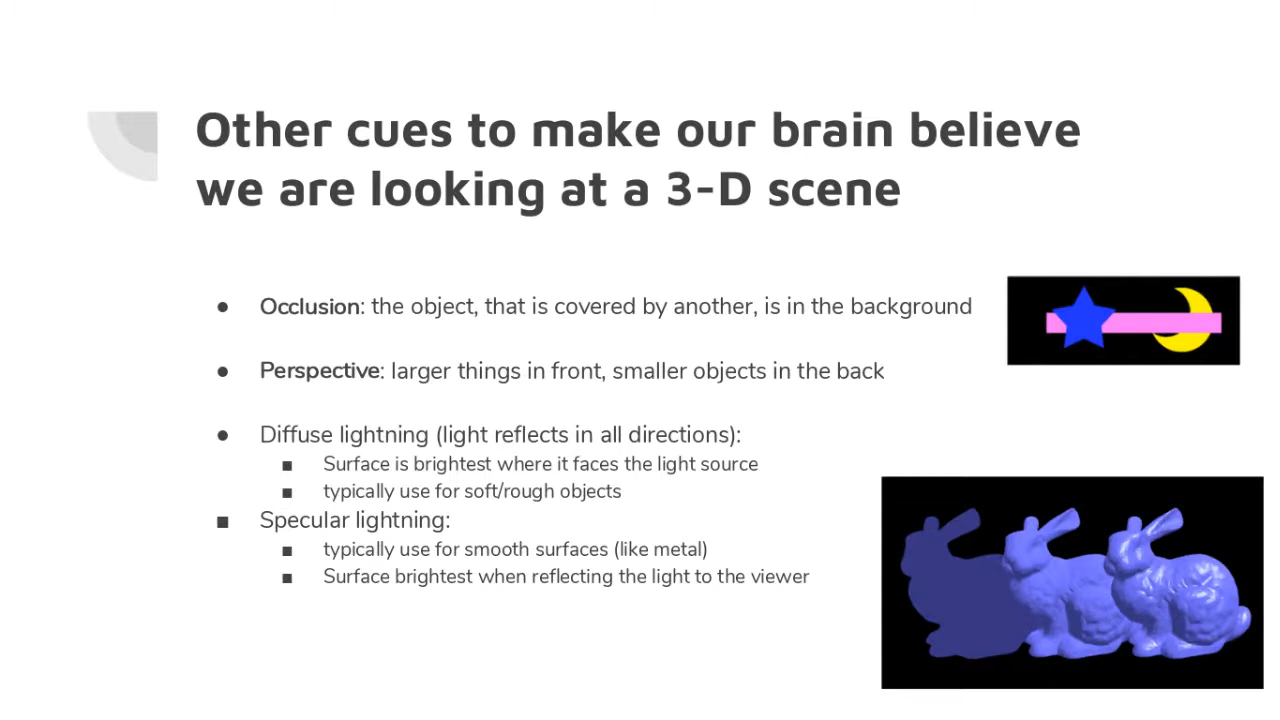 Other cues to make our brain believe
we are looking at a 3-D scene
● Occlusion: the object, that is covered by another, is in the background
● Perspective: larger things in front, smaller objects in the back
● Diffuse lightning (light reflects in all directions):
■ Surface is brightest where it faces the light source
■ typically use for soft/rough objects
■ Specular lightning:
■ typically use for smooth surfaces (like metal)
■ Surface brightest when reflecting the light to the viewer